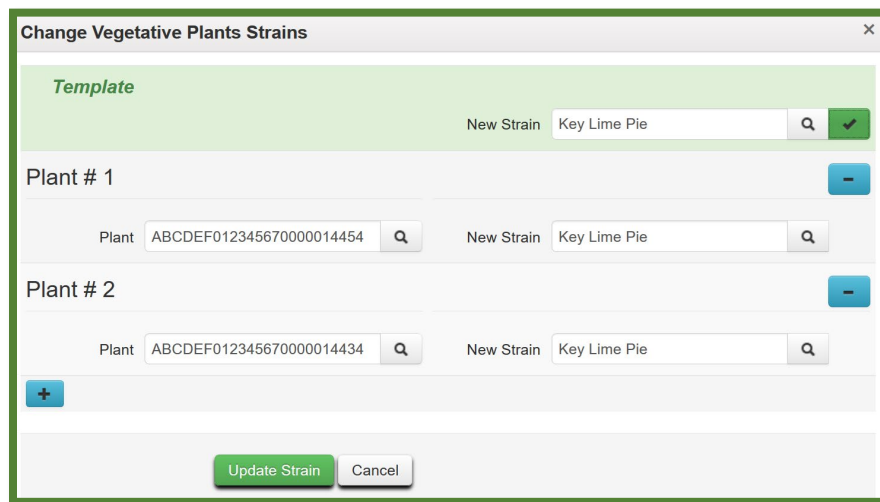 Change Vegetative Plants Strains ×
Template
New Strain Key Lime Pie
Plant # 1
Plant ABCDEF012345670000014454 New Strain Key Lime Pie
Plant # 2
Plant ABCDEF012345670000014434 New Strain Key Lime Pie
Update Strain Cancel